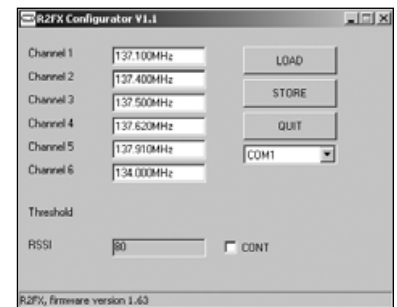 R2FX Configurator V1.1
Channel 1 137.100MHz LOAD
Channel 2 137.400MHz
Channel 3 137.500MHz STORE
Channel 4 137.620MHz QUIT
Channel 5 137.910MHz COM1
Channel 6 134.000MHz
Threshold
RSSI 80 CONT
R2FX, firmware version 1.63